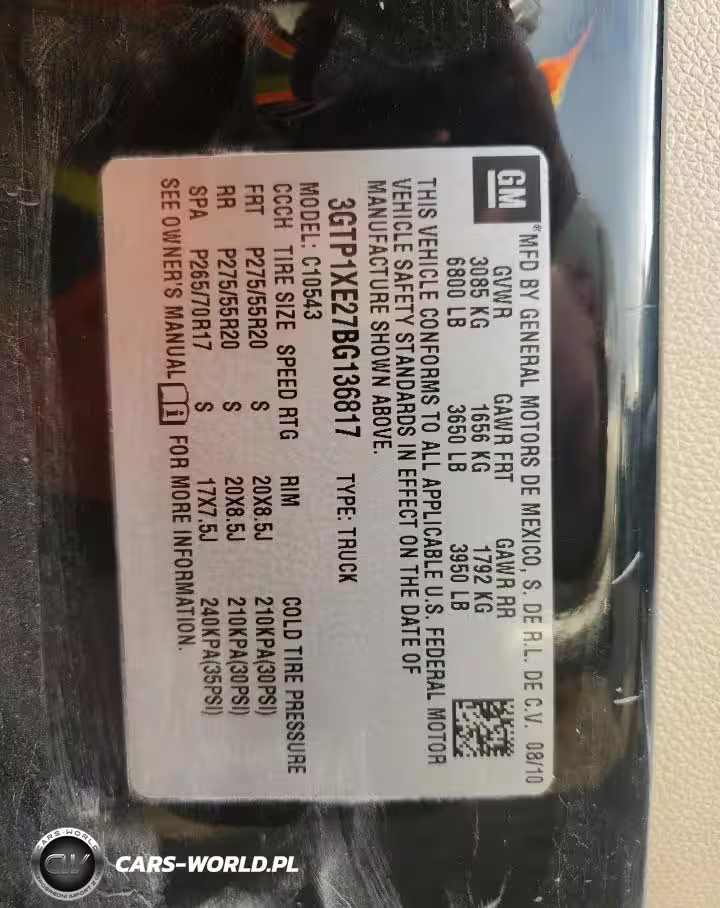 GM
® MFD BY GENERAL MOTORS DE MEXICO, S. DE R.L. DE C.V. 08/10
GVWR GAWR FRT GAWR RR
3085 KG 1656 KG 1792 KG
6800 LB 3650 LB 3950 LB
THIS VEHICLE CONFORMS TO ALL APPLICABLE U.S. FEDERAL MOTOR
VEHICLE SAFETY STANDARDS IN EFFECT ON THE DATE OF
MANUFACTURE SHOWN ABOVE.
3GTP1XE27BG136817 TYPE: TRUCK
MODEL: C10543
CCCH TIRE SIZE SPEED RTG RIM COLD TIRE PRESSURE
FRT P275/55R20 S 20X8.5J 210KPA(30PSI)
RR P275/55R20 S 20X8.5J 210KPA(30PSI)
SPA P265/70R17 S 17X7.5J 240KPA(35PSI)
SEE OWNER'S MANUAL FOR MORE INFORMATION.
CARS-WORLD
CW
CARS-WORLD.PL